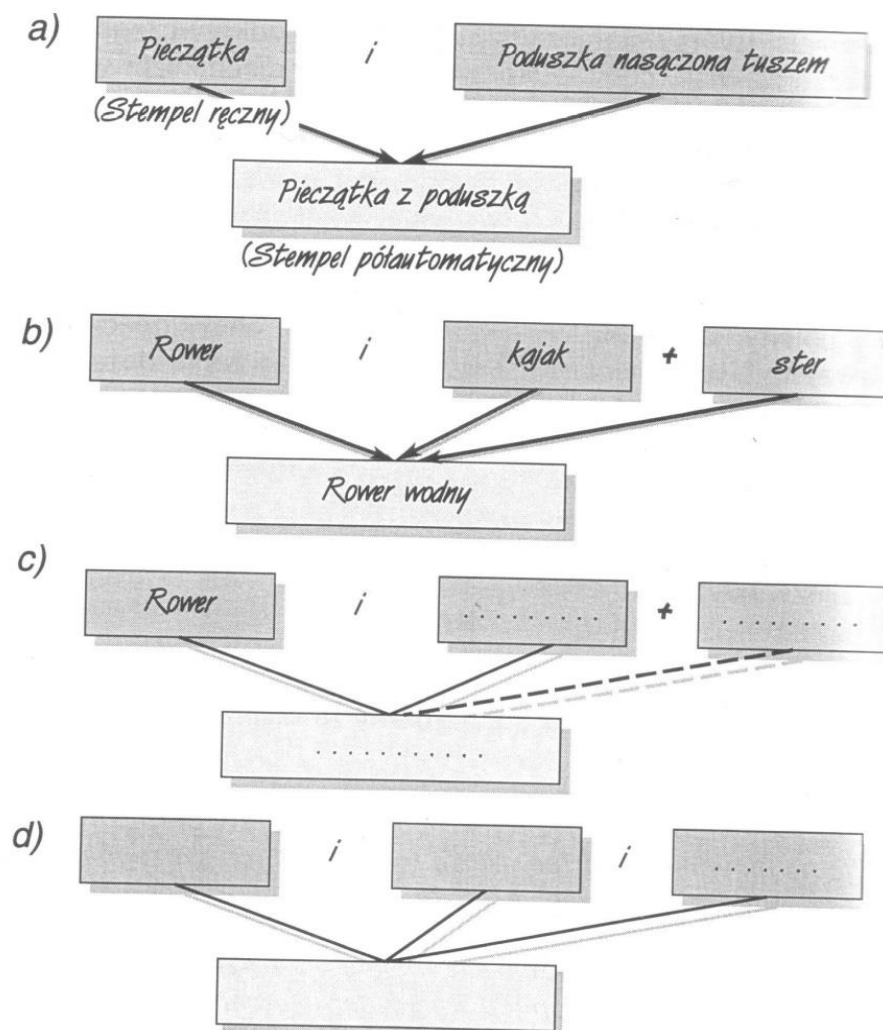 a) Pieczątka i Poduszka nasączona tuszem
(Stempel ręczny)
Pieczątka z poduszką
(Stempel półautomatyczny)
b) Rower i kajak + ster
Rower wodny
c) Rower i ......... + .........
...........
d) i i .......